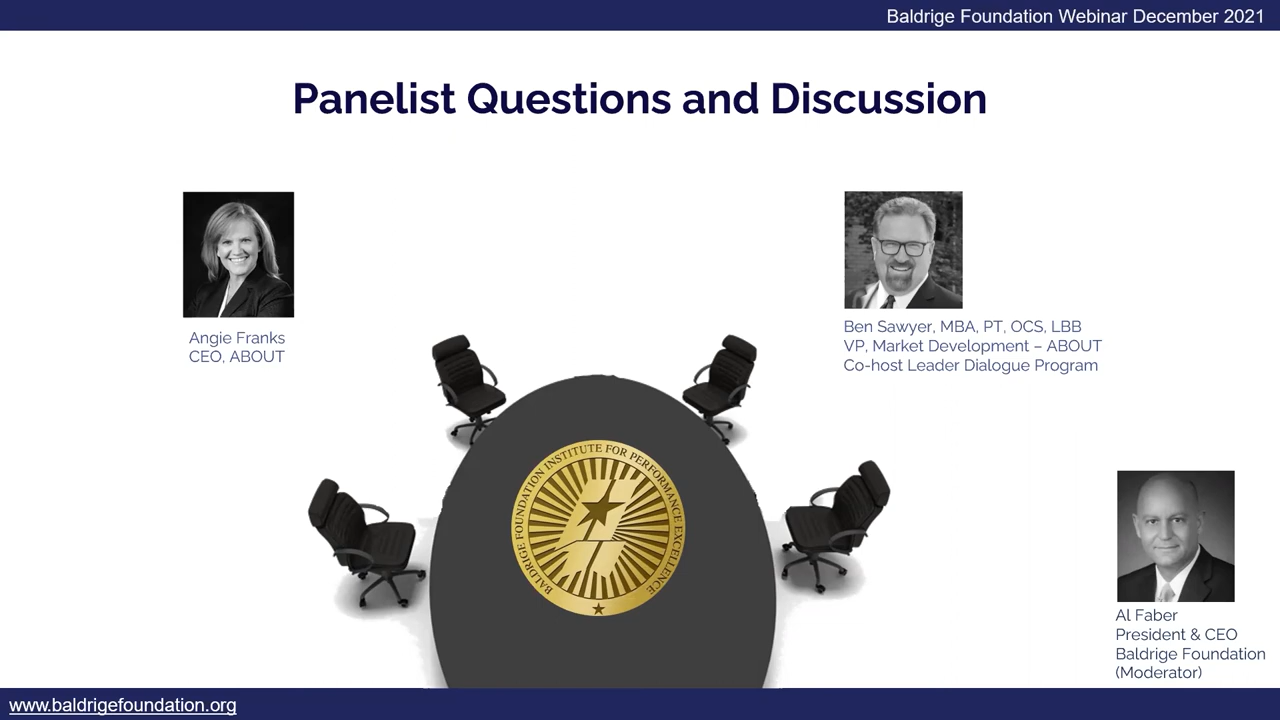 Baldrige Foundation Webinar December 2021
Panelist Questions and Discussion
Angie Franks
CEO, ABOUT
Ben Sawyer, MBA, PT, OCS, LBB
VP, Market Development – ABOUT
Co-host Leader Dialogue Program
BALDRIGE FOUNDATION INSTITUTE FOR PERFORMANCE EXCELLENCE
Al Faber
President & CEO
Baldrige Foundation
(Moderator)
www.baldrigefoundation.org